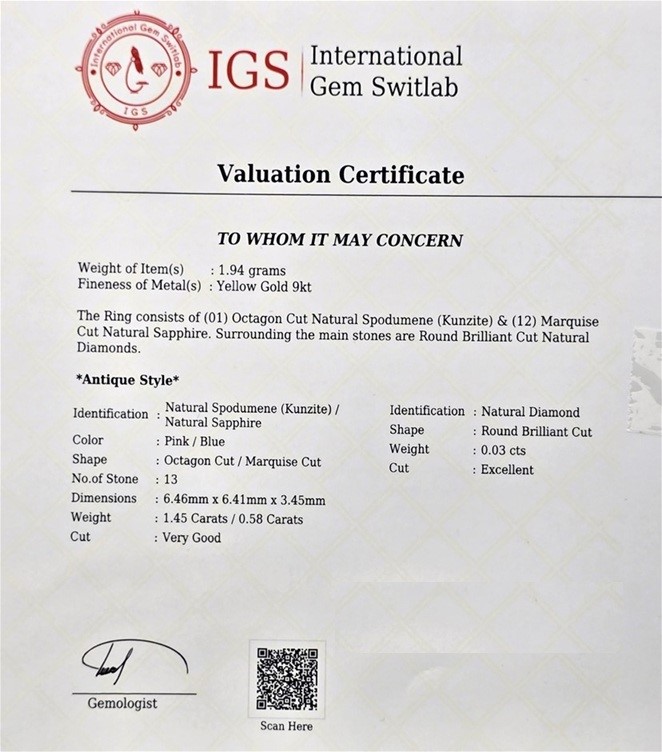 International Gem Switlab
IGS
IGS
International
Gem Switlab
Valuation Certificate
TO WHOM IT MAY CONCERN
Weight of Item(s) : 1.94 grams
Fineness of Metal(s) : Yellow Gold 9kt
The Ring consists of (01) Octagon Cut Natural Spodumene (Kunzite) & (12) Marquise
Cut Natural Sapphire. Surrounding the main stones are Round Brilliant Cut Natural
Diamonds.
*Antique Style*
Identification : Natural Spodumene (Kunzite) /
Natural Sapphire
Color : Pink / Blue
Shape : Octagon Cut / Marquise Cut
No.of Stone : 13
Dimensions : 6.46mm x 6.41mm x 3.45mm
Weight : 1.45 Carats / 0.58 Carats
Cut : Very Good
Identification : Natural Diamond
Shape : Round Brilliant Cut
Weight : 0.03 cts
Cut : Excellent
Gemologist
Scan Here